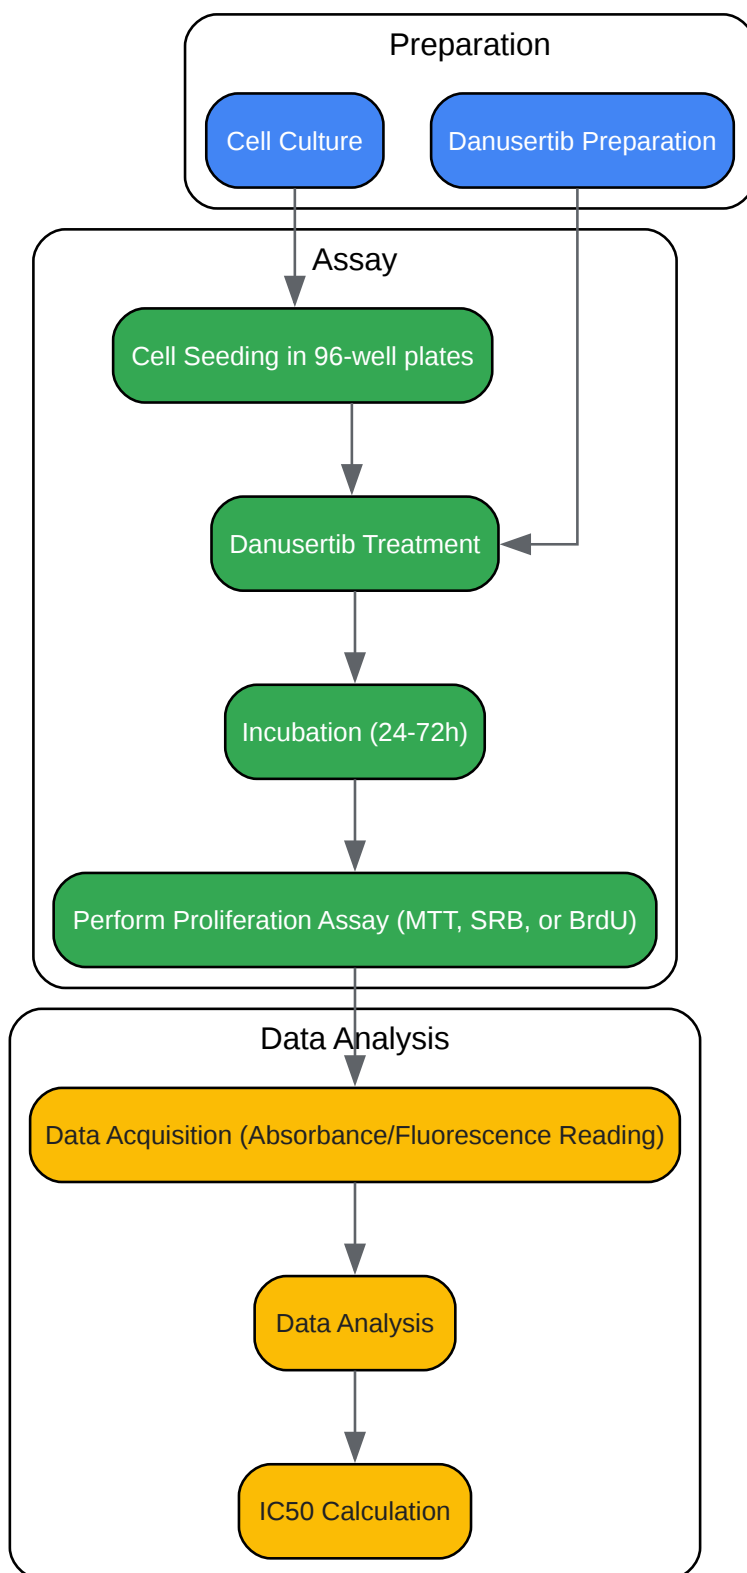 Preparation
Cell Culture
Danusertib Preparation
Assay
Cell Seeding in 96-well plates
Danusertib Treatment
Incubation (24-72h)
Perform Proliferation Assay (MTT, SRB, or BrdU)
Data Analysis
Data Acquisition (Absorbance/Fluorescence Reading)
Data Analysis
IC50 Calculation